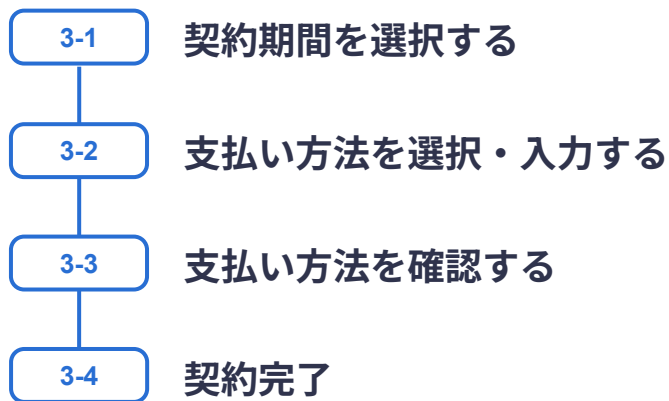 3-1 契約期間を選択する
3-2 支払い方法を選択・入力する
3-3 支払い方法を確認する
3-4 契約完了